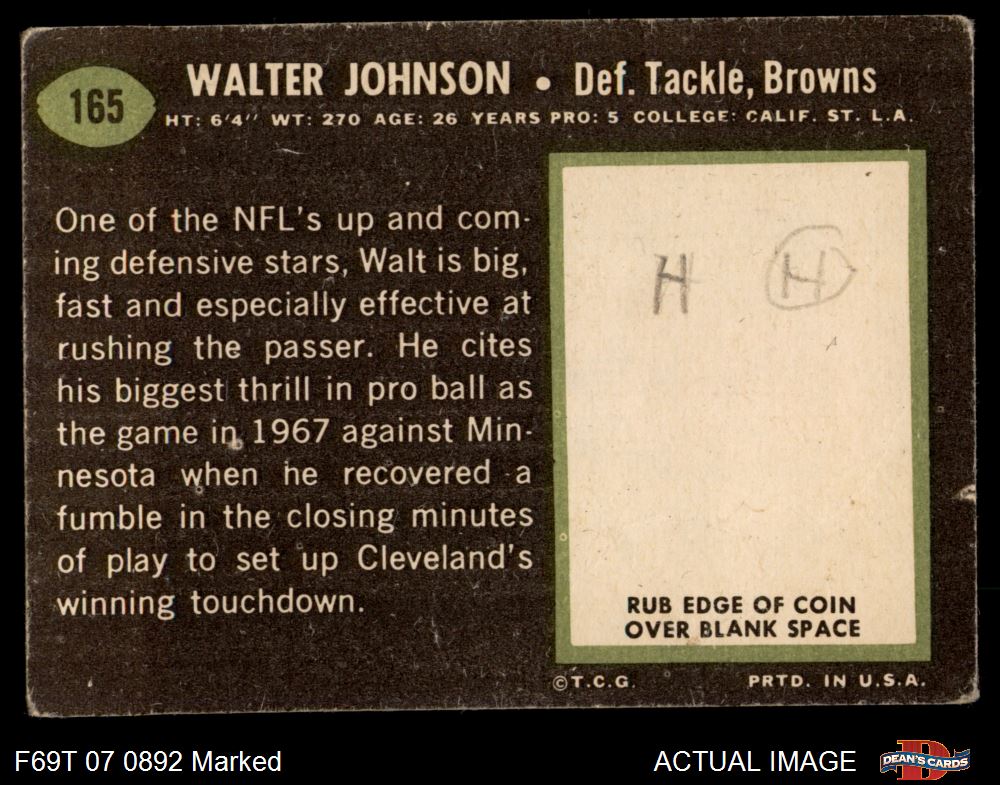 165
WALTER JOHNSON • Def. Tackle, Browns
HT: 6'4" WT: 270 AGE: 26 YEARS PRO: 5 COLLEGE: CALIF. ST. L.A.
One of the NFL's up and com-
ing defensive stars, Walt is big,
fast and especially effective at
rushing the passer. He cites
his biggest thrill in pro ball as
the game in 1967 against Min-
nesota when he recovered a
fumble in the closing minutes
of play to set up Cleveland's
winning touchdown.
H H
RUB EDGE OF COIN
OVER BLANK SPACE
©T.C.G. PRTD. IN U.S.A.
F69T 07 0892 Marked ACTUAL IMAGE D DEAN'S CARDS